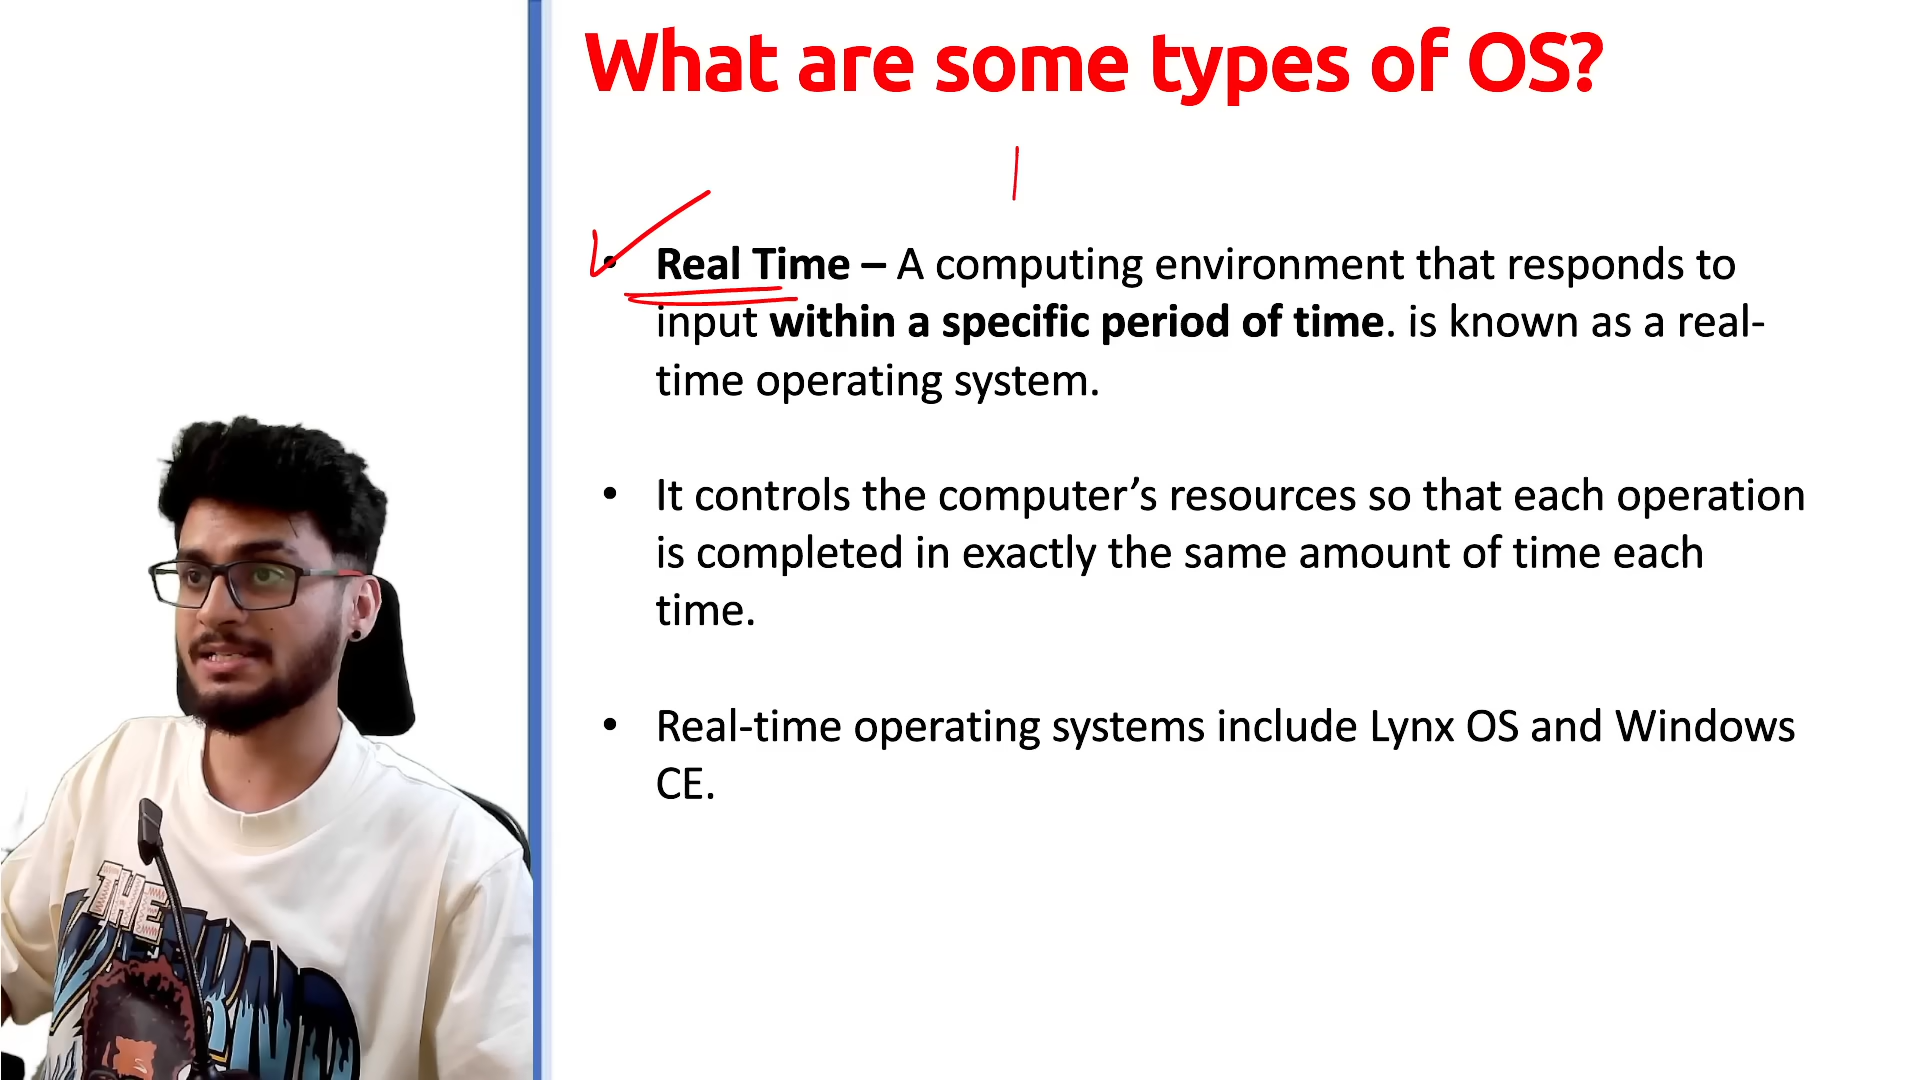 What are some types of OS?
• Real Time – A computing environment that responds to
input within a specific period of time. is known as a real-
time operating system.
• It controls the computer’s resources so that each operation
is completed in exactly the same amount of time each
time.
• Real-time operating systems include Lynx OS and Windows
CE.
THE